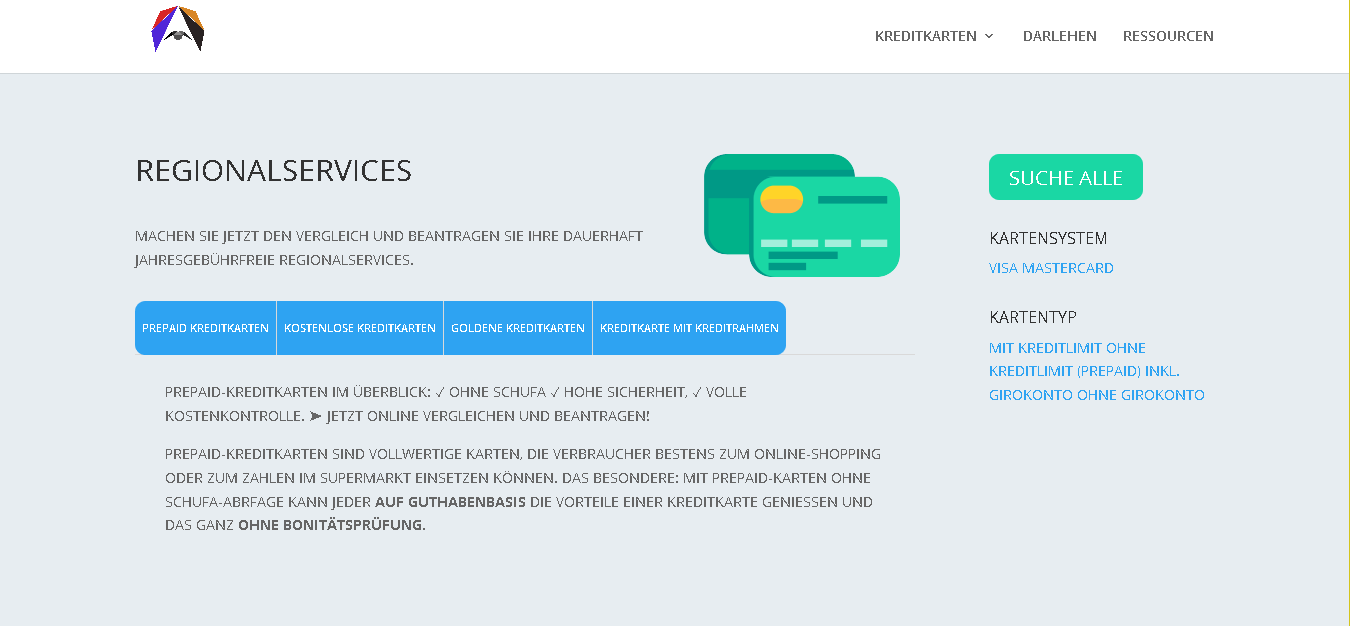 KREDITKARTEN
DARLEHEN
RESSOURCEN
REGIONALSERVICES
MACHEN SIE JETZT DEN VERGLEICH UND BEANTRAGEN SIE IHRE DAUERHAFT
JAHRESGEBÜHRFREIE REGIONALSERVICES.
PREPAID KREDITKARTEN
KOSTENLOSE KREDITKARTEN
GOLDENE KREDITKARTEN
KREDITKARTE MIT KREDITRAHMEN
PREPAID-KREDITKARTEN IM ÜBERBLICK: ✓ OHNE SCHUFA ✓ HOHE SICHERHEIT, ✓ VOLLE
KOSTENKONTROLLE. ➤ JETZT ONLINE VERGLEICHEN UND BEANTRAGEN!
PREPAID-KREDITKARTEN SIND VOLLWERTIGE KARTEN, DIE VERBRAUCHER BESTENS ZUM ONLINE-SHOPPING
ODER ZUM ZAHLEN IM SUPERMARKT EINSETZEN KÖNNEN. DAS BESONDERE: MIT PREPAID-KARTEN OHNE
SCHUFA-ABRFAGE KANN JEDER AUF GUTHABENBASIS DIE VORTEILE EINER KREDITKARTE GENIESSEN UND
DAS GANZ OHNE BONITÄTSPRÜFUNG.
SUCHE ALLE
KARTENSYSTEM
VISA MASTERCARD
KARTENTYP
MIT KREDITLIMIT OHNE
KREDITLIMIT (PREPAID) INKL.
GIROKONTO OHNE GIROKONTO